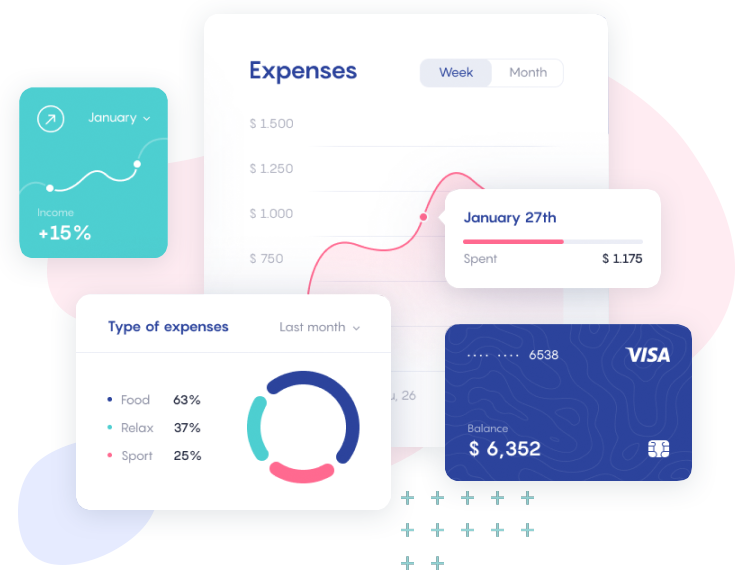 Expenses
Week Month
$ 1.500
$ 1.250
$ 1.000
$ 750
January
Income
+15%
January 27th
Spent $ 1.175
Type of expenses
Last month
Food 63%
Relax 37%
Sport 25%
26
···· ···· 6538
VISA
Balance
$ 6,352